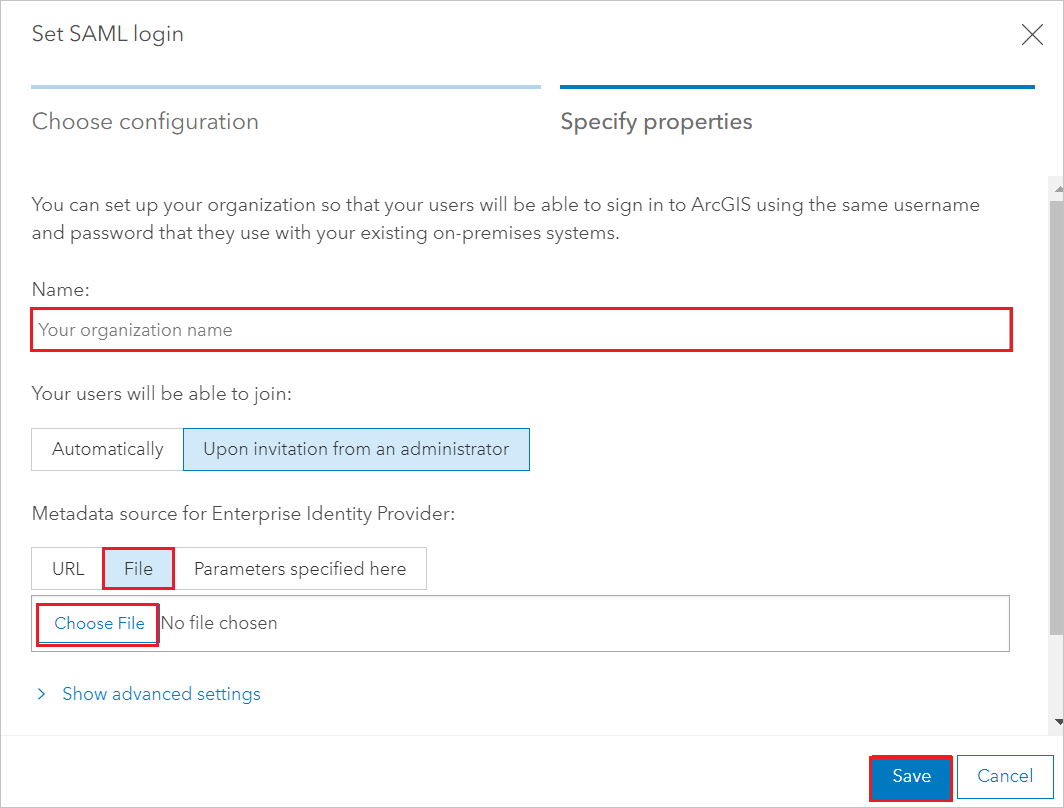 Set SAML login
Choose configuration
Specify properties
You can set up your organization so that your users will be able to sign in to ArcGIS using the same username
and password that they use with your existing on-premises systems.
Name:
Your organization name
Your users will be able to join:
Automatically
Upon invitation from an administrator
Metadata source for Enterprise Identity Provider:
URL
File
Parameters specified here
Choose File No file chosen
Show advanced settings
Save
Cancel